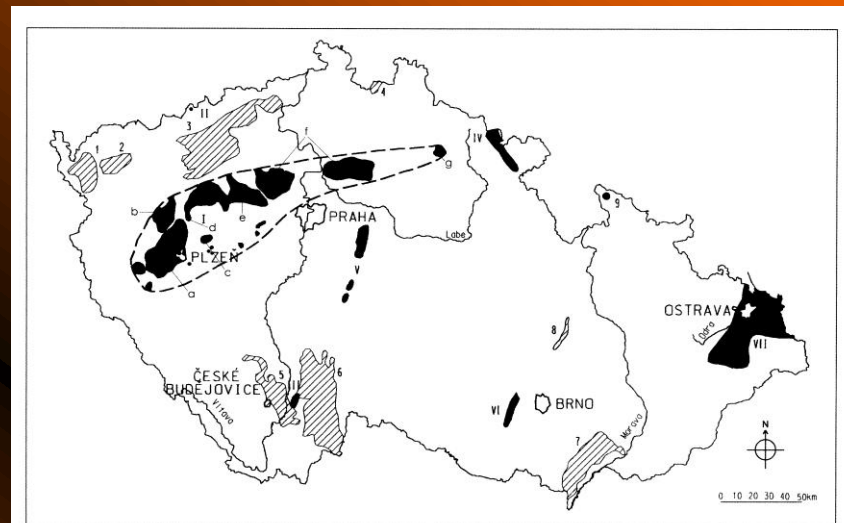 4
II
3
1
2
IV
f
g
b
I
d
e
9
PRAHA
Labe
PLZEŇ
c
V
a
OSTRAVA
Odra
VII
8
ČESKÉ
BUDĚJOVICE
5
II
6
Vltava
VI
BRNO
Morava
7
N
0 10 20 30 40 50km